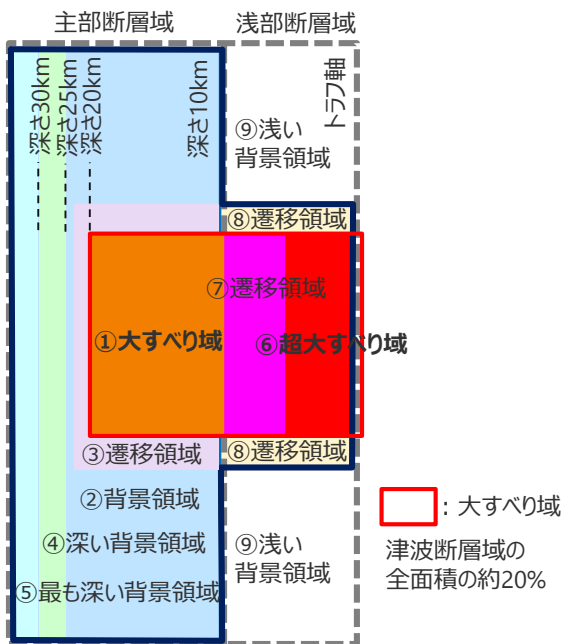 主部断層域
浅部断層域
深さ30km
深さ25km
深さ20km
深さ10km
トラフ軸
⑨浅い
背景領域
⑧遷移領域
⑦遷移領域
①大すべり域
⑥超大すべり域
③遷移領域
⑧遷移領域
②背景領域
④深い背景領域
⑤最も深い背景領域
⑨浅い
背景領域
: 大すべり域
津波断層域の
全面積の約20%